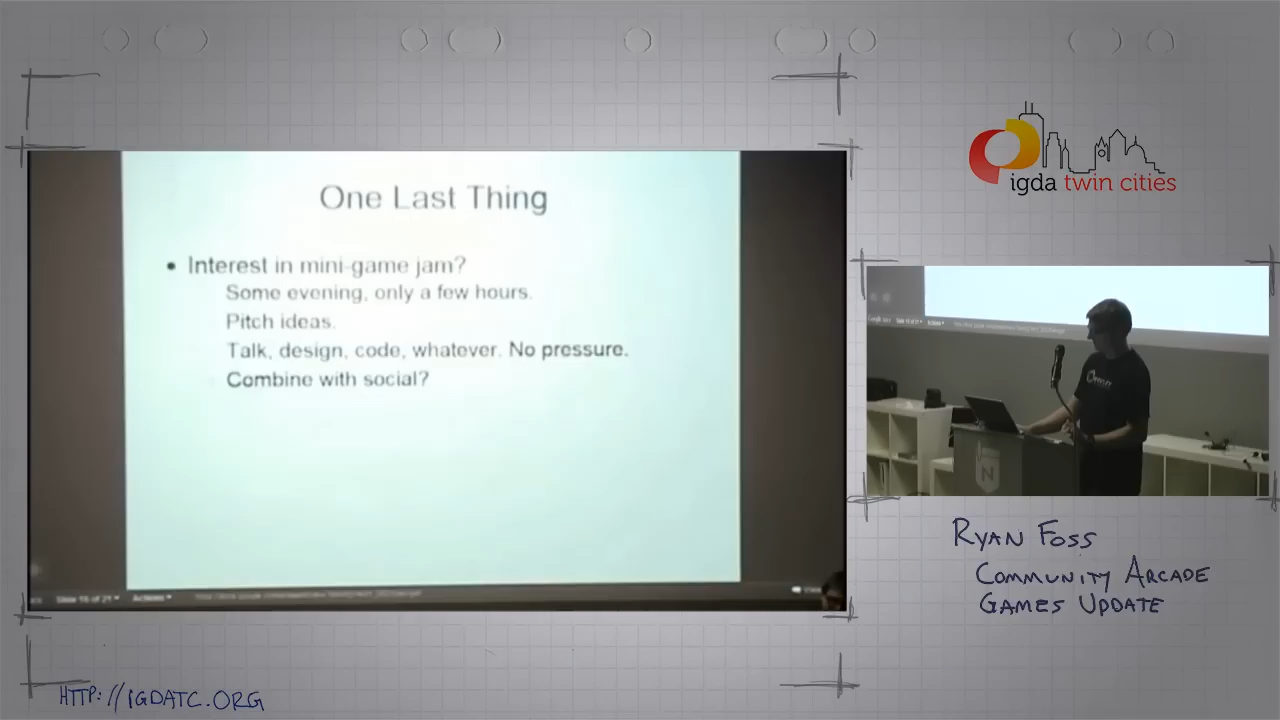 One Last Thing
• Interest in mini-game jam?
Some evening, only a few hours.
Pitch ideas.
Talk, design, code, whatever. No pressure.
Combine with social?
Actions
igda twin cities
N
RYAN FOSS
COMMUNITY ARCADE
GAMES UPDATE
HTTP://IGDATC.ORG